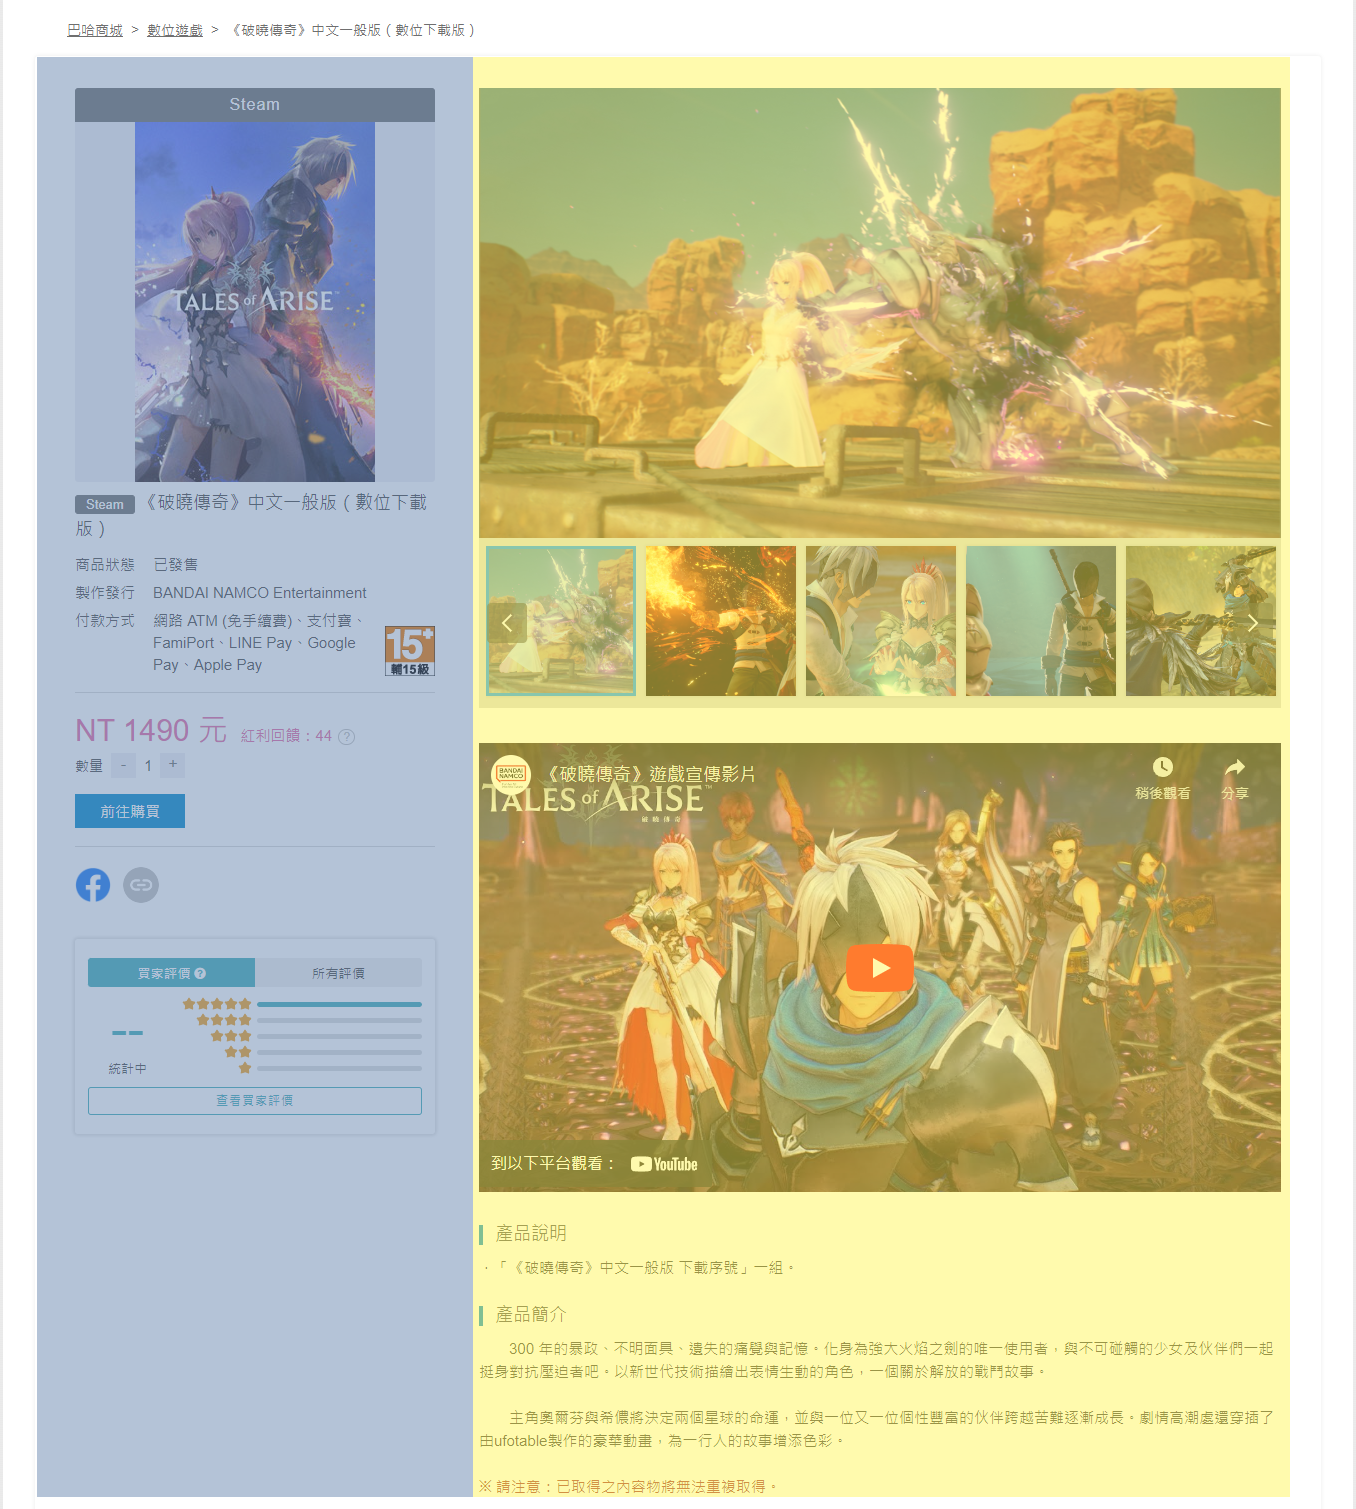 巴哈商城 > 數位遊戲 > 《破曉傳奇》中文一般版 ( 數位下載版 )
Steam
TALES of ARISE
Steam 《破曉傳奇》中文一般版 ( 數位下載
版 )
商品狀態 已發售
製作發行 BANDAI NAMCO Entertainment
付款方式 網路 ATM (免手續費)、支付寶、
FamiPort、LINE Pay、Google
Pay、Apple Pay
15+
輔15級
NT 1490 元 紅利回饋：44 ?
數量 - 1 +
前往購買
買家評價 ? 所有評價
--
統計中
查看買家評價
BANDAI NAMCO
《破曉傳奇》遊戲宣傳影片
稍後觀看 分享
TALES of ARISE™
破曉傳奇
到以下平台觀看： YouTube
產品說明
．「《破曉傳奇》中文一般版 下載序號」一組。
產品簡介
300 年的暴政、不明面具、遺失的痛覺與記憶。化身為強大火焰之劍的唯一使用者，與不可碰觸的少女及伙伴們一起
挺身對抗壓迫者吧。以新世代技術描繪出表情生動的角色，一個關於解放的戰鬥故事。
主角奧爾芬與希儂將決定兩個星球的命運，並與一位又一位個性豐富的伙伴跨越苦難逐漸成長。劇情高潮處還穿插了
由ufotable製作的豪華動畫，為一行人的故事增添色彩。
※ 請注意：已取得之內容物將無法重複取得。